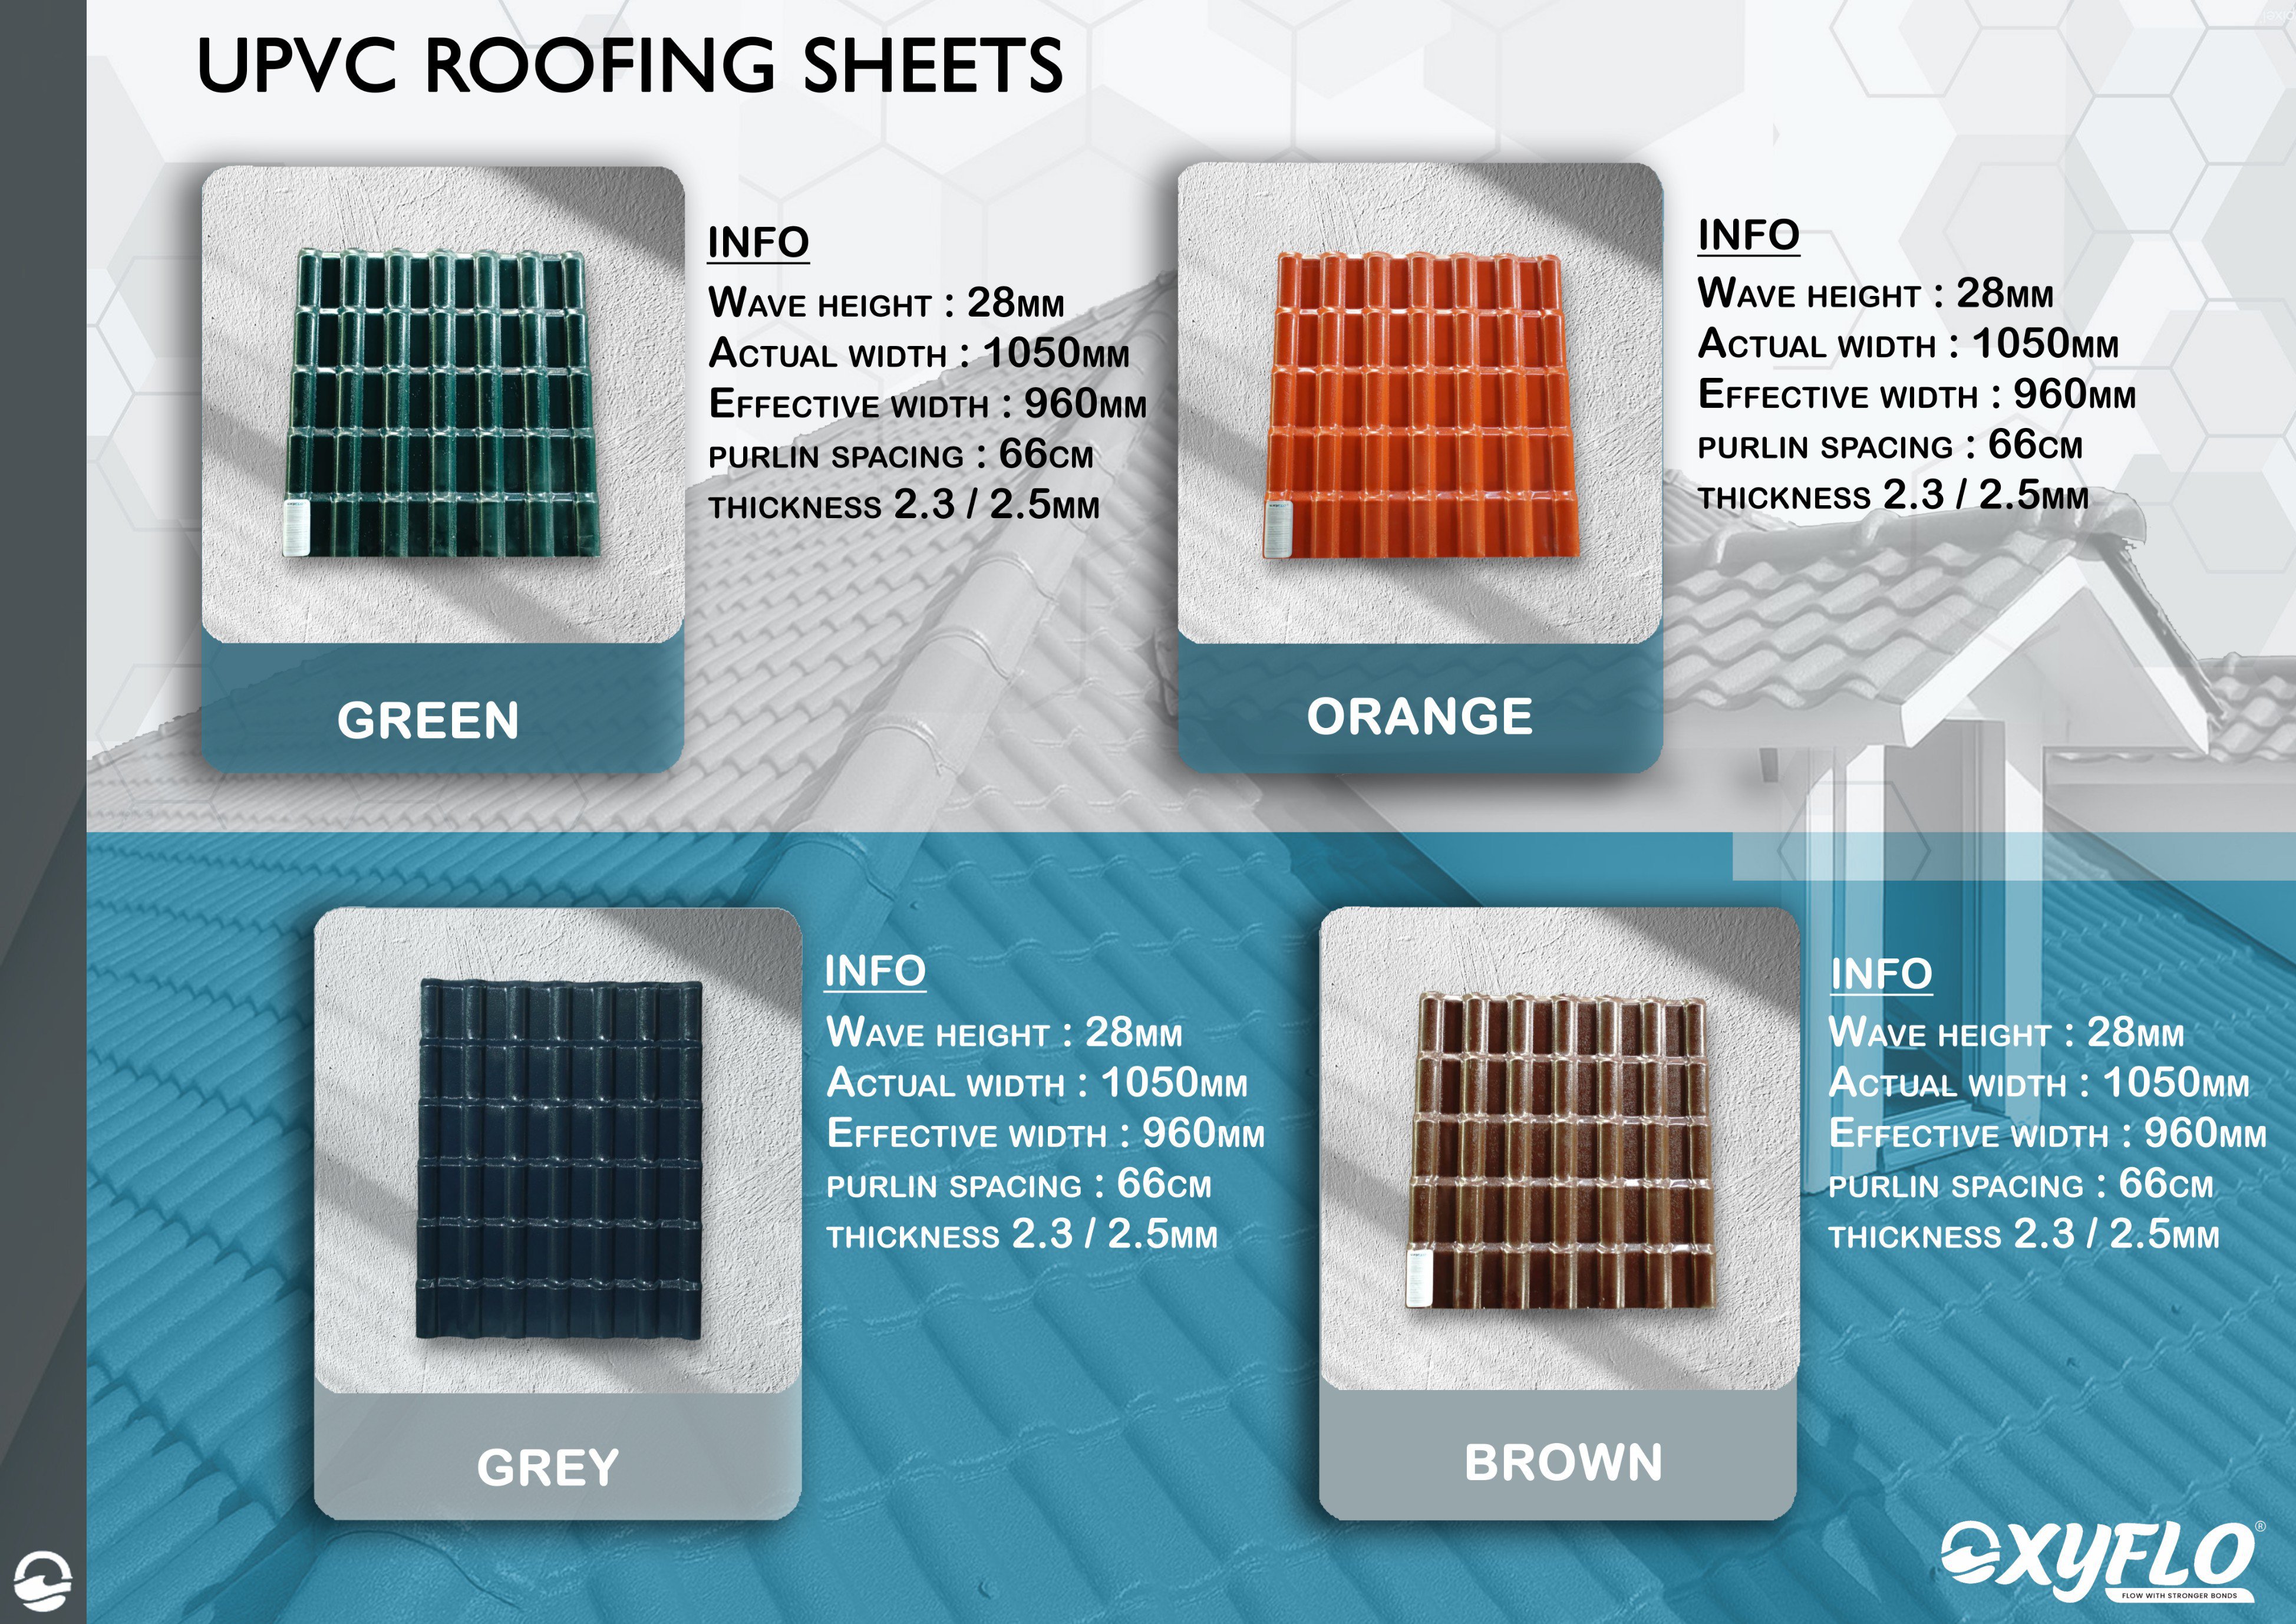 UPVC ROOFING SHEETS
INFO
WAVE HEIGHT : 28MM
ACTUAL WIDTH : 1050MM
EFFECTIVE WIDTH : 960MM
PURLIN SPACING : 66CM
THICKNESS 2.3 / 2.5MM
GREEN
INFO
WAVE HEIGHT : 28MM
ACTUAL WIDTH : 1050MM
EFFECTIVE WIDTH : 960MM
PURLIN SPACING : 66CM
THICKNESS 2.3 / 2.5MM
ORANGE
INFO
WAVE HEIGHT : 28MM
ACTUAL WIDTH : 1050MM
EFFECTIVE WIDTH : 960MM
PURLIN SPACING : 66CM
THICKNESS 2.3 / 2.5MM
GREY
INFO
WAVE HEIGHT : 28MM
ACTUAL WIDTH : 1050MM
EFFECTIVE WIDTH : 960MM
PURLIN SPACING : 66CM
THICKNESS 2.3 / 2.5MM
BROWN
OXYFLO®
FLOW WITH STRONGER BONDS